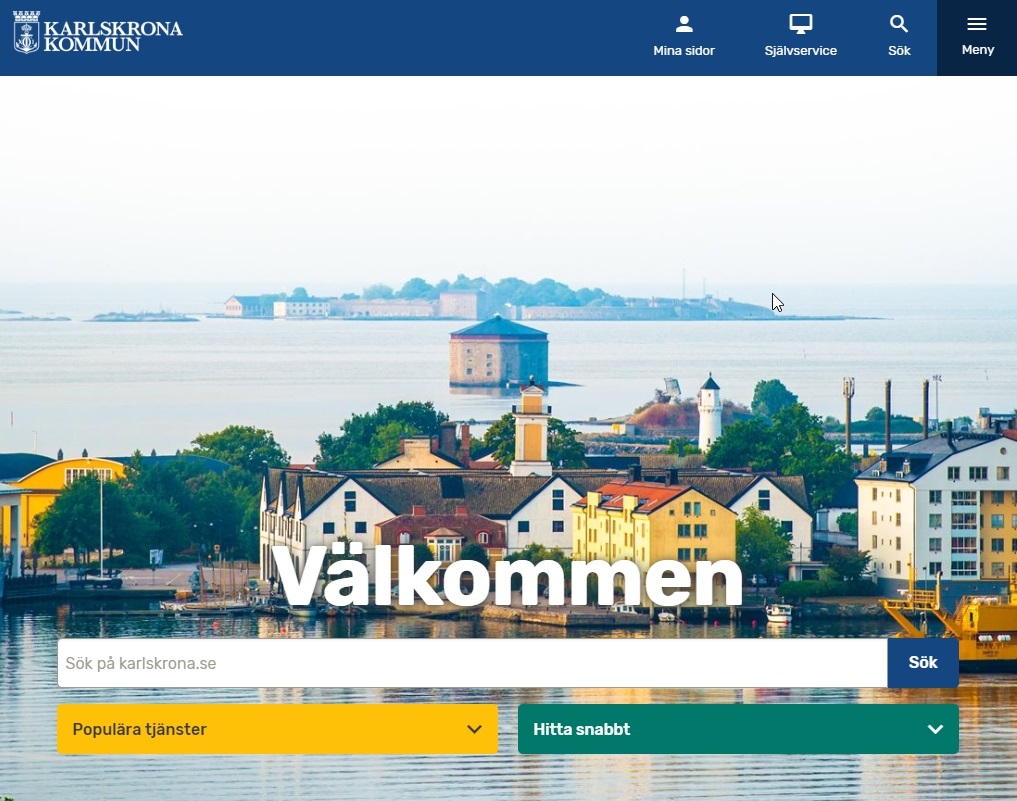 KARLSKRONA
KOMMUN
Mina sidor
Självservice
Sök
Meny
Välkommen
Sök på karlskrona.se
Sök
Populära tjänster
Hitta snabbt